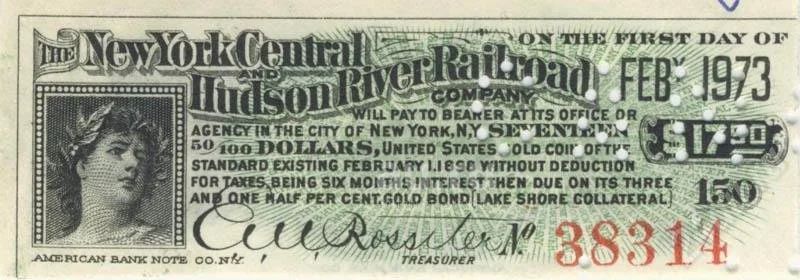 THE NEW YORK CENTRAL
AND
HUDSON RIVER RAILROAD
COMPANY
ON THE FIRST DAY OF
FEBY 1973
WILL PAY TO BEARER AT ITS OFFICE OR
AGENCY IN THE CITY OF NEW YORK, N.Y. SEVENTEEN
50/100 DOLLARS, UNITED STATES GOLD COIN OF THE
$17.50
STANDARD EXISTING FEBRUARY 1, 1898 WITHOUT DEDUCTION
FOR TAXES, BEING SIX MONTHS INTEREST THEN DUE ON ITS THREE
AND ONE HALF PER CENT. GOLD BOND (LAKE SHORE COLLATERAL)
150
Rossiter
No. 38314
TREASURER
AMERICAN BANK NOTE CO. N.Y.